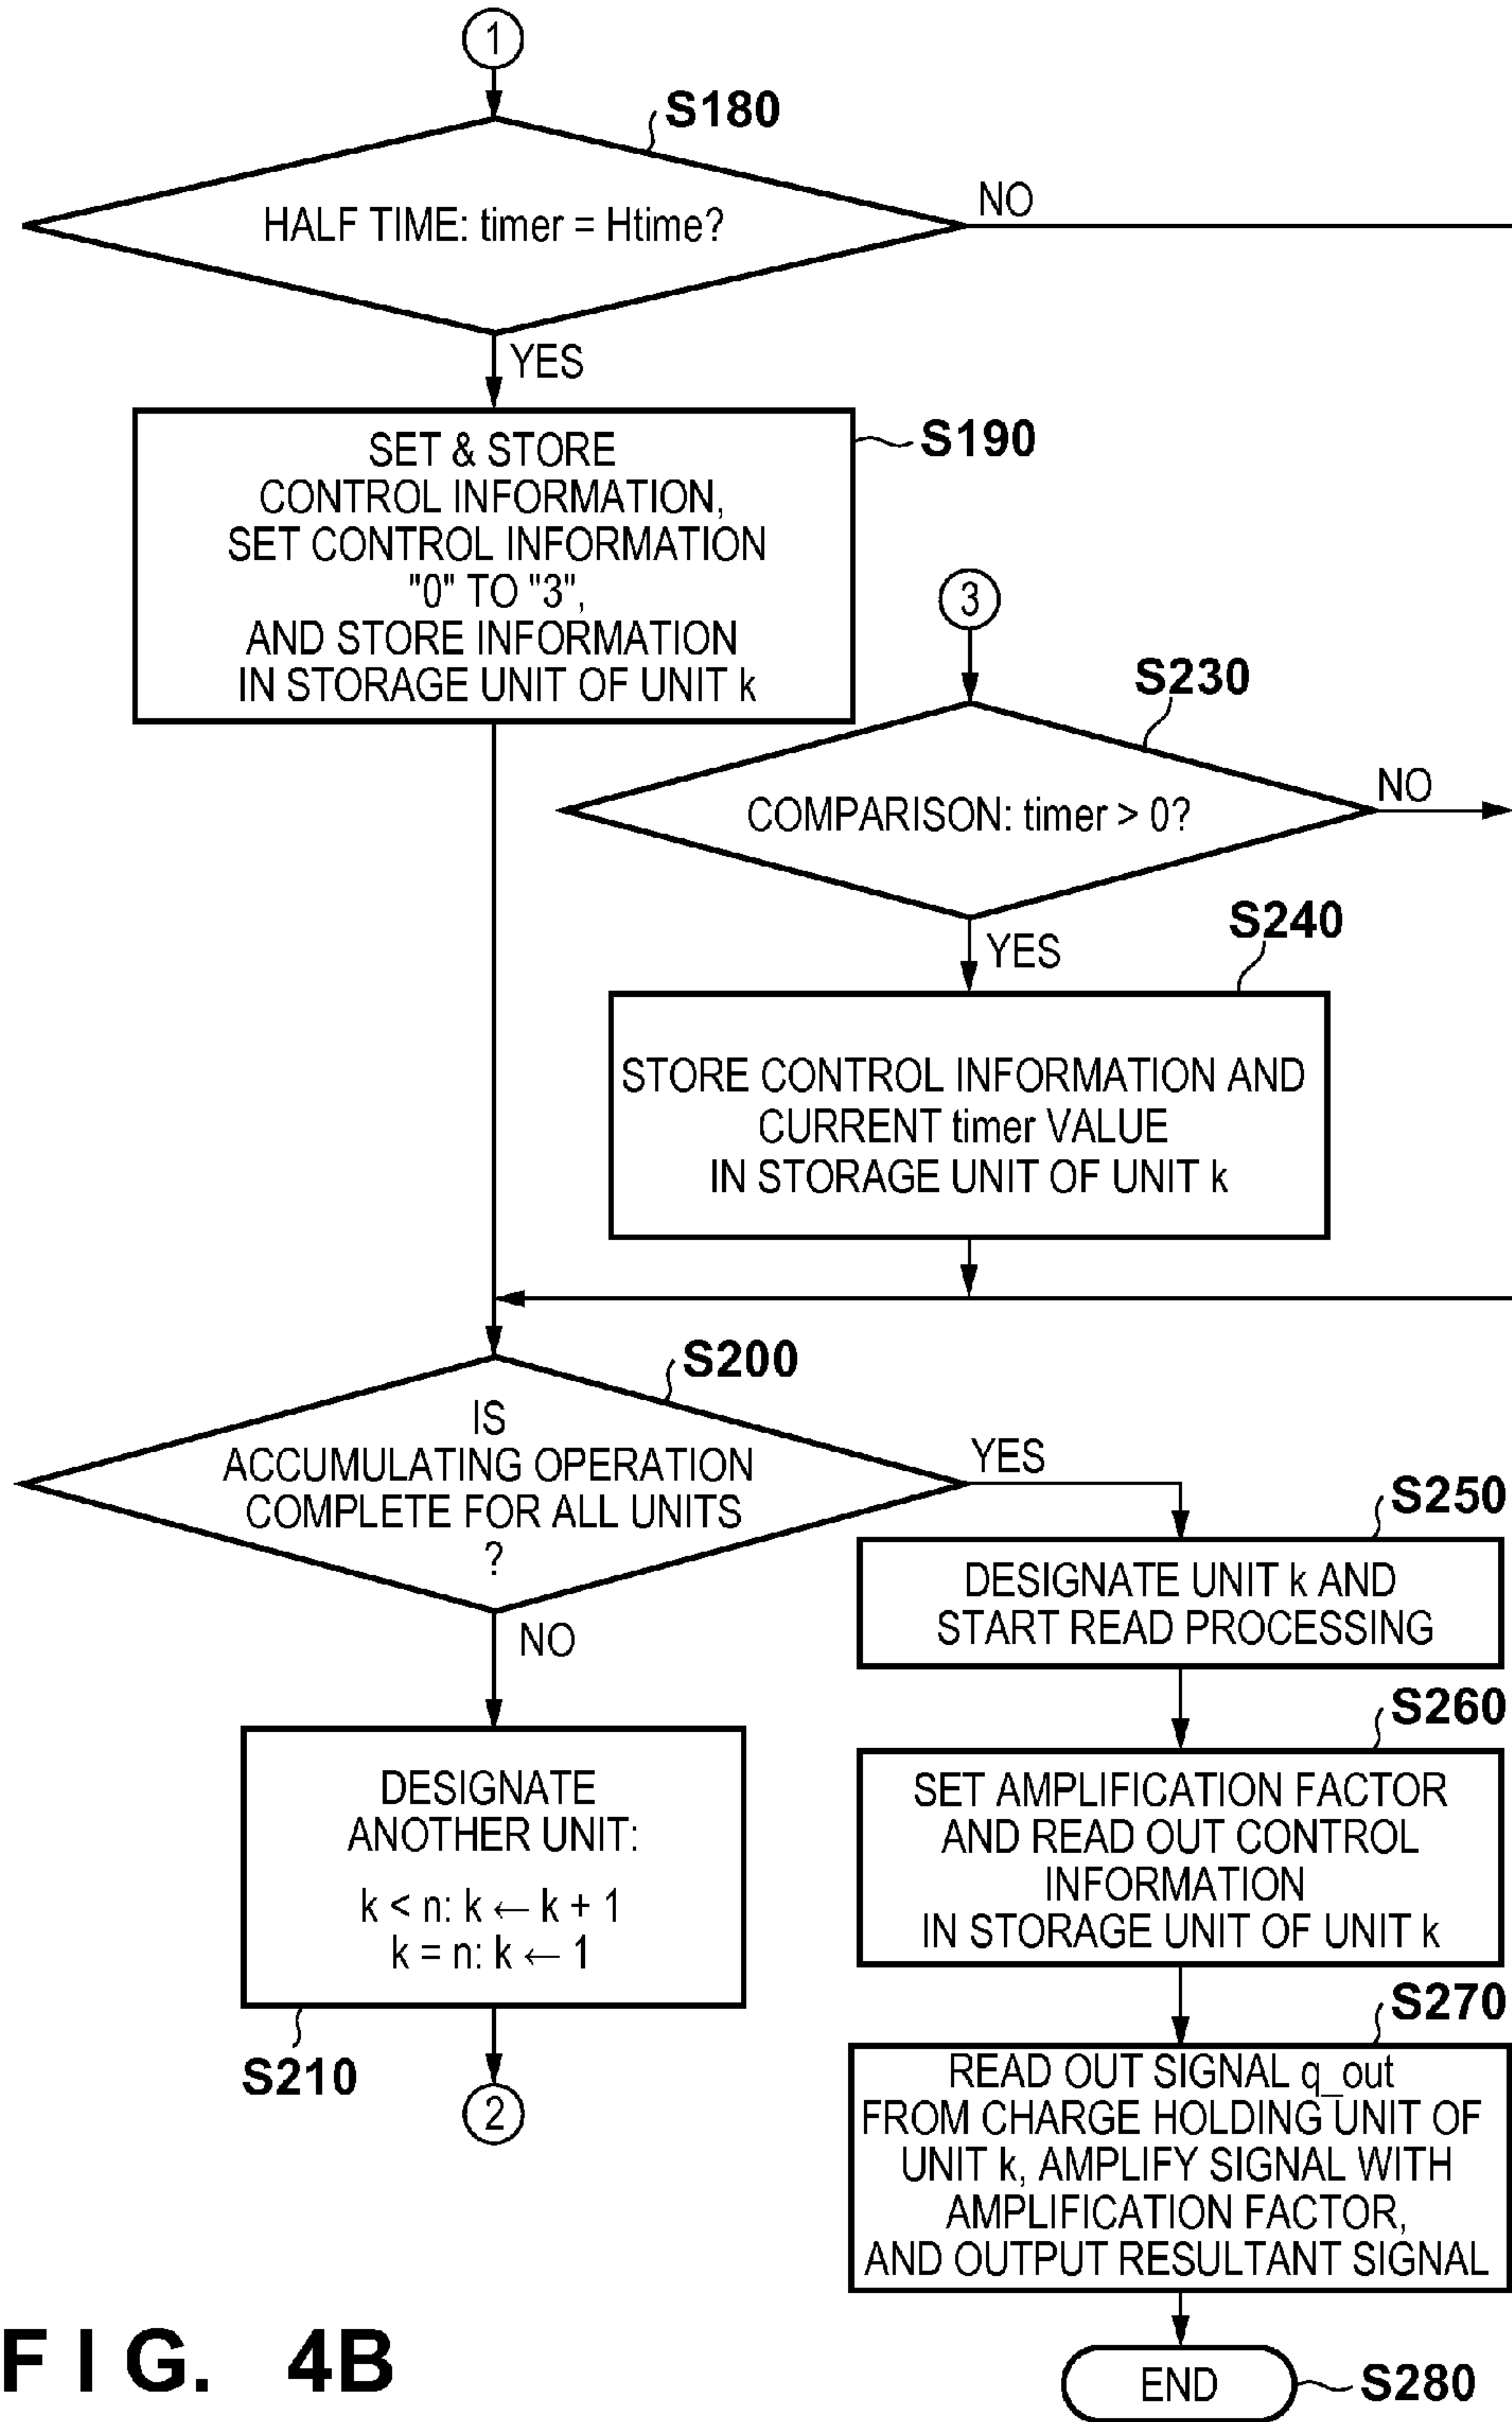 1
S180
NO
HALF TIME: timer = Htime?
YES
S190
SET & STORE
CONTROL INFORMATION,
SET CONTROL INFORMATION
"0" TO "3",
AND STORE INFORMATION
IN STORAGE UNIT OF UNIT k
3
S230
NO
COMPARISON: timer > 0?
S240
YES
STORE CONTROL INFORMATION AND
CURRENT timer VALUE
IN STORAGE UNIT OF UNIT k
S200
IS
ACCUMULATING OPERATION
COMPLETE FOR ALL UNITS
?
YES
S250
DESIGNATE UNIT k AND
START READ PROCESSING
NO
S260
SET AMPLIFICATION FACTOR
AND READ OUT CONTROL
INFORMATION
IN STORAGE UNIT OF UNIT k
DESIGNATE
ANOTHER UNIT:
k < n: k ← k + 1
k = n: k ← 1
S210
2
S270
READ OUT SIGNAL q_out
FROM CHARGE HOLDING UNIT OF
UNIT k, AMPLIFY SIGNAL WITH
AMPLIFICATION FACTOR,
AND OUTPUT RESULTANT SIGNAL
END
S280
FIG. 4B